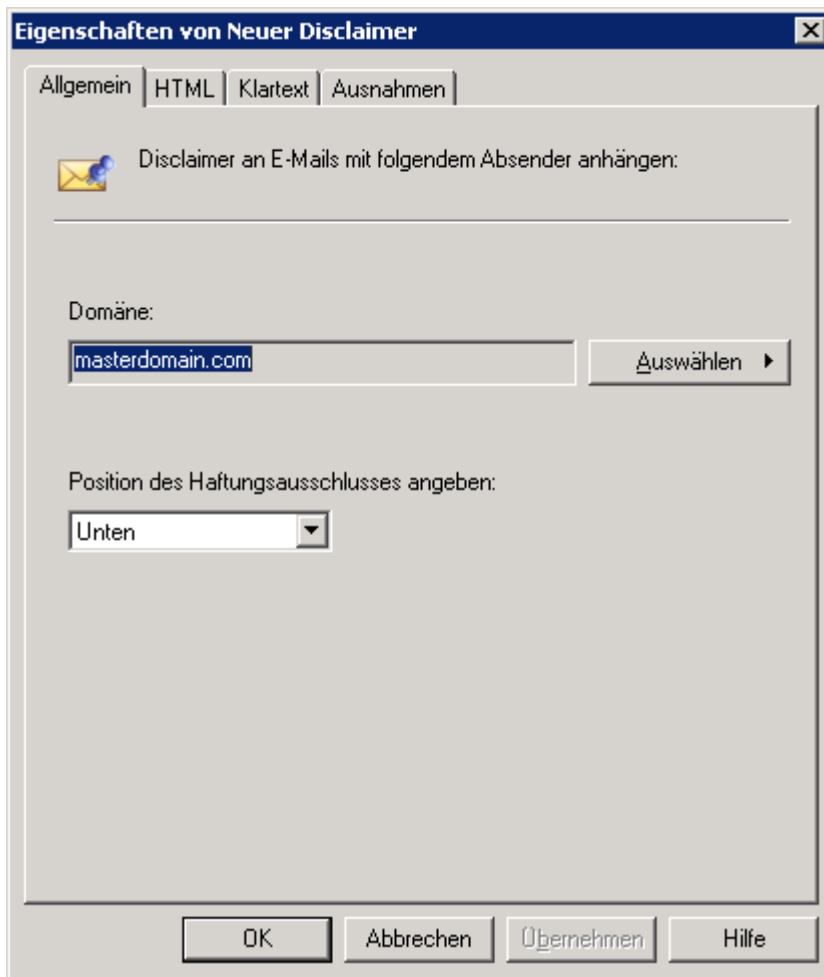 Eigenschaften von Neuer Disclaimer
Allgemein HTML Klartext Ausnahmen
Disclaimer an E-Mails mit folgendem Absender anhängen:
Domäne:
masterdomain.com Auswählen
Position des Haftungsausschlusses angeben:
Unten
OK Abbrechen Übernehmen Hilfe